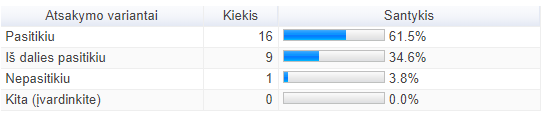 Atsakymo variantai Kiekis Santykis
Pasitikiu 16 61.5%
Iš dalies pasitikiu 9 34.6%
Nepasitikiu 1 3.8%
Kita (įvardinkite) 0 0.0%